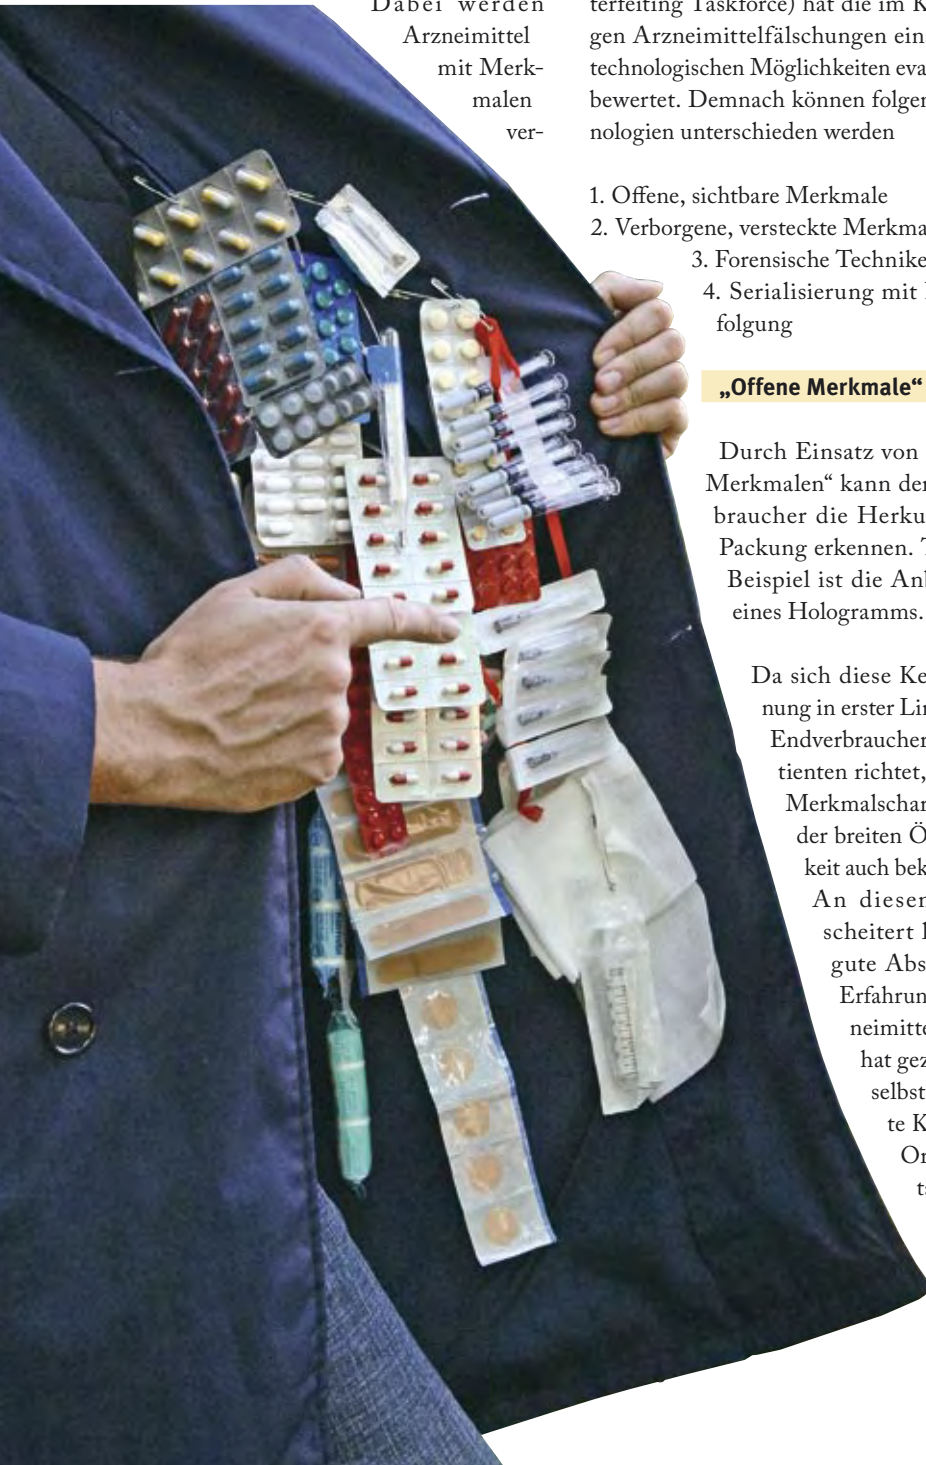 Dabei werden
Arzneimittel
mit Merk-
malen
ver-
terfeiting Taskforce) hat die im K
gen Arzneimittelfälschungen ein
technologischen Möglichkeiten eva
bewertet. Demnach können folgen
nologien unterschieden werden
1. Offene, sichtbare Merkmale
2. Verborgene, versteckte Merkma
3. Forensische Technike
4. Serialisierung mit
folgung
„Offene Merkmale“
Durch Einsatz von
Merkmalen“ kann der
braucher die Herku
Packung erkennen. T
Beispiel ist die Anb
eines Hologramms.
Da sich diese Ke
nung in erster Lin
Endverbraucher
tienten richtet,
Merkmalschar
der breiten Ö
keit auch bek
An diesen
scheitert
gute Abs
Erfahrun
neimitte
hat gez
selbst
te K
Or
ts